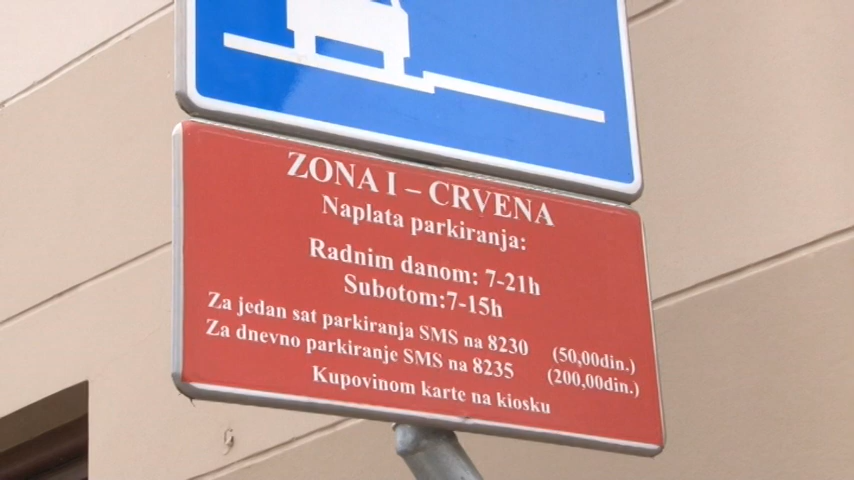 ZONA I – CRVENA
Naplata parkiranja:
Radnim danom: 7-21h
Subotom:7-15h
Za jedan sat parkiranja SMS na 8230 (50,00din.)
Za dnevno parkiranje SMS na 8235 (200,00din.)
Kupovinom karte na kiosku